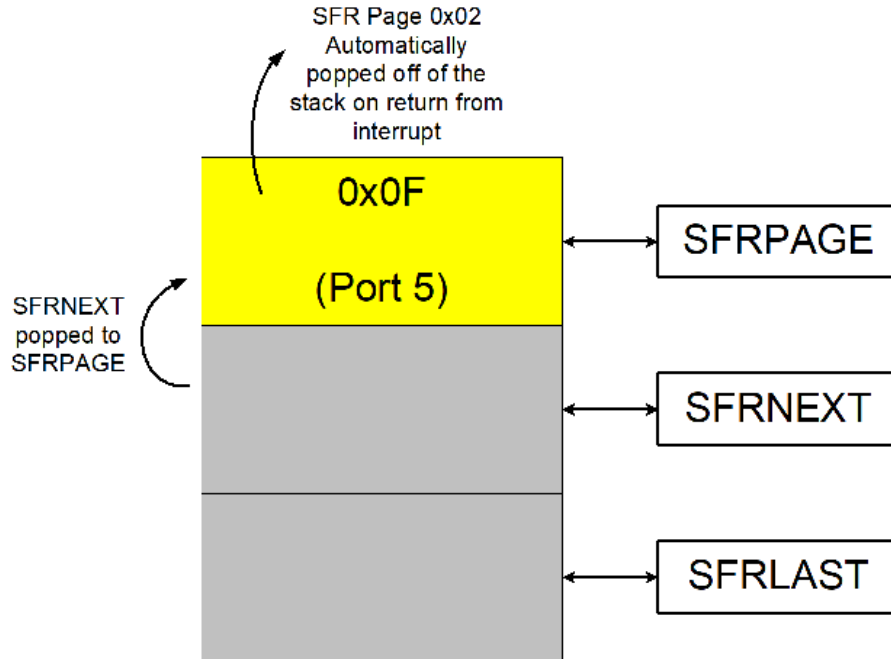 SFR Page 0x02
Automatically
popped off of the
stack on return from
interrupt
0x0F
(Port 5)
SFRPAGE
SFRNEXT
popped to
SFRPAGE
SFRNEXT
SFRLAST